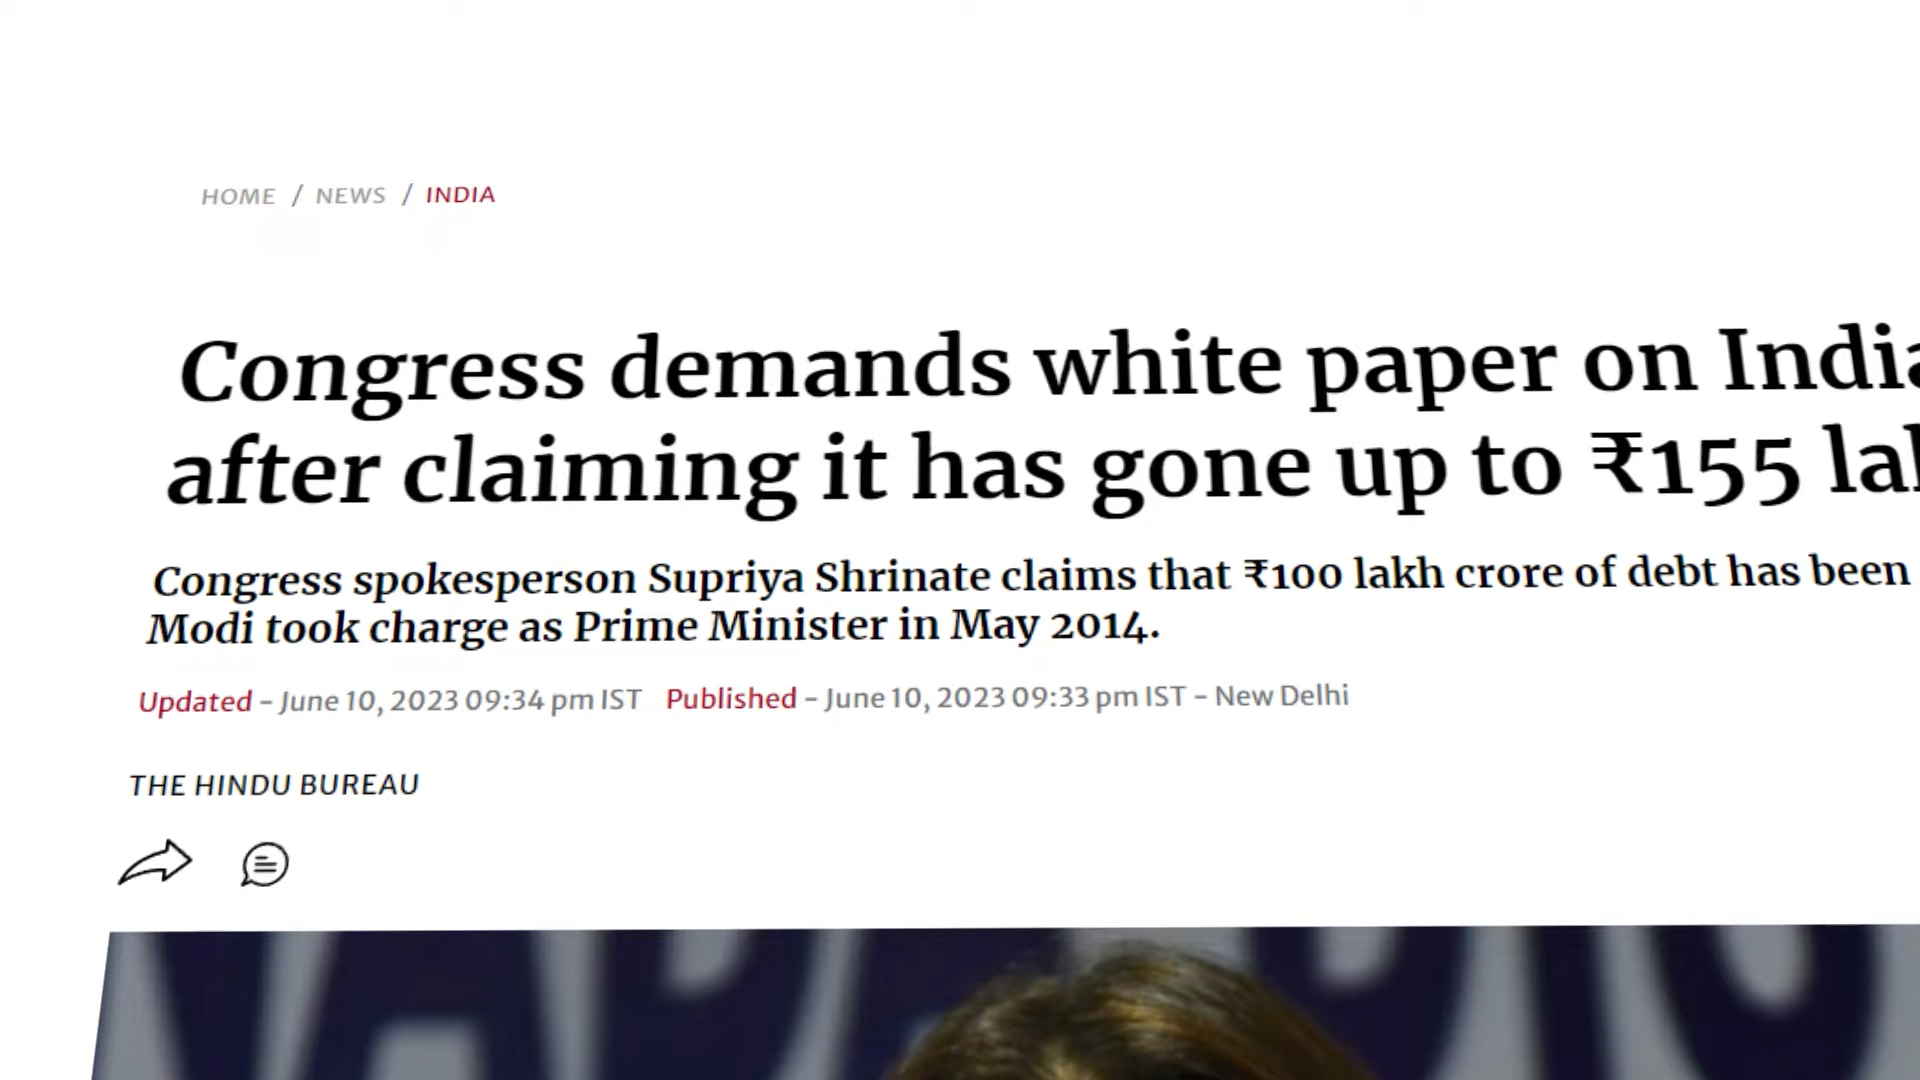 HOME / NEWS / INDIA
Congress demands white paper on India
after claiming it has gone up to ₹155
Congress spokesperson Supriya Shrinate claims that ₹100 lakh crore of debt has been
Modi took charge as Prime Minister in May 2014.
Updated - June 10, 2023 09:34 pm IST Published - June 10, 2023 09:33 pm IST - New Delhi
THE HINDU BUREAU